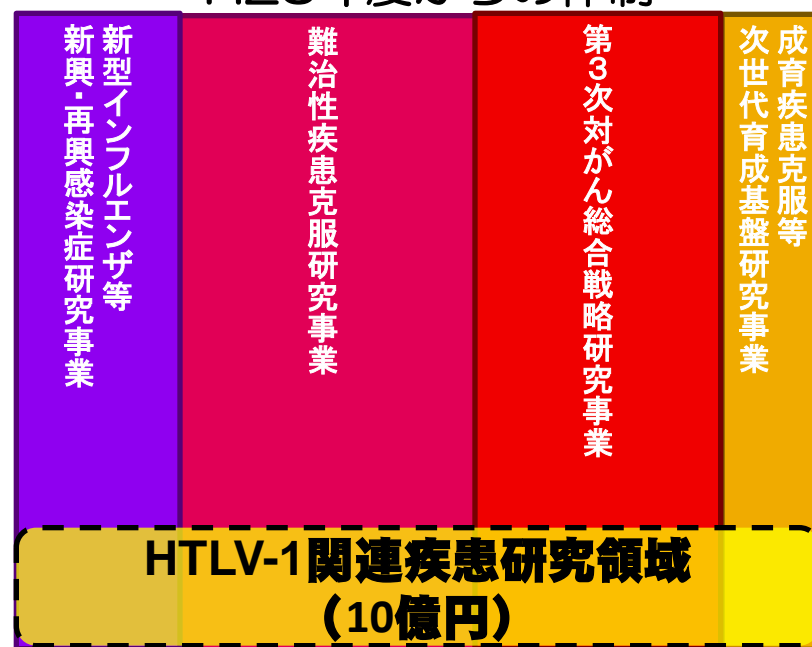 新型インフルエンザ等
新興・再興感染症研究事業
難治性疾患克服研究事業
第３次対がん総合戦略研究事業
成育疾患克服等
次世代育成基盤研究事業
HTLV-1関連疾患研究領域
（10億円）